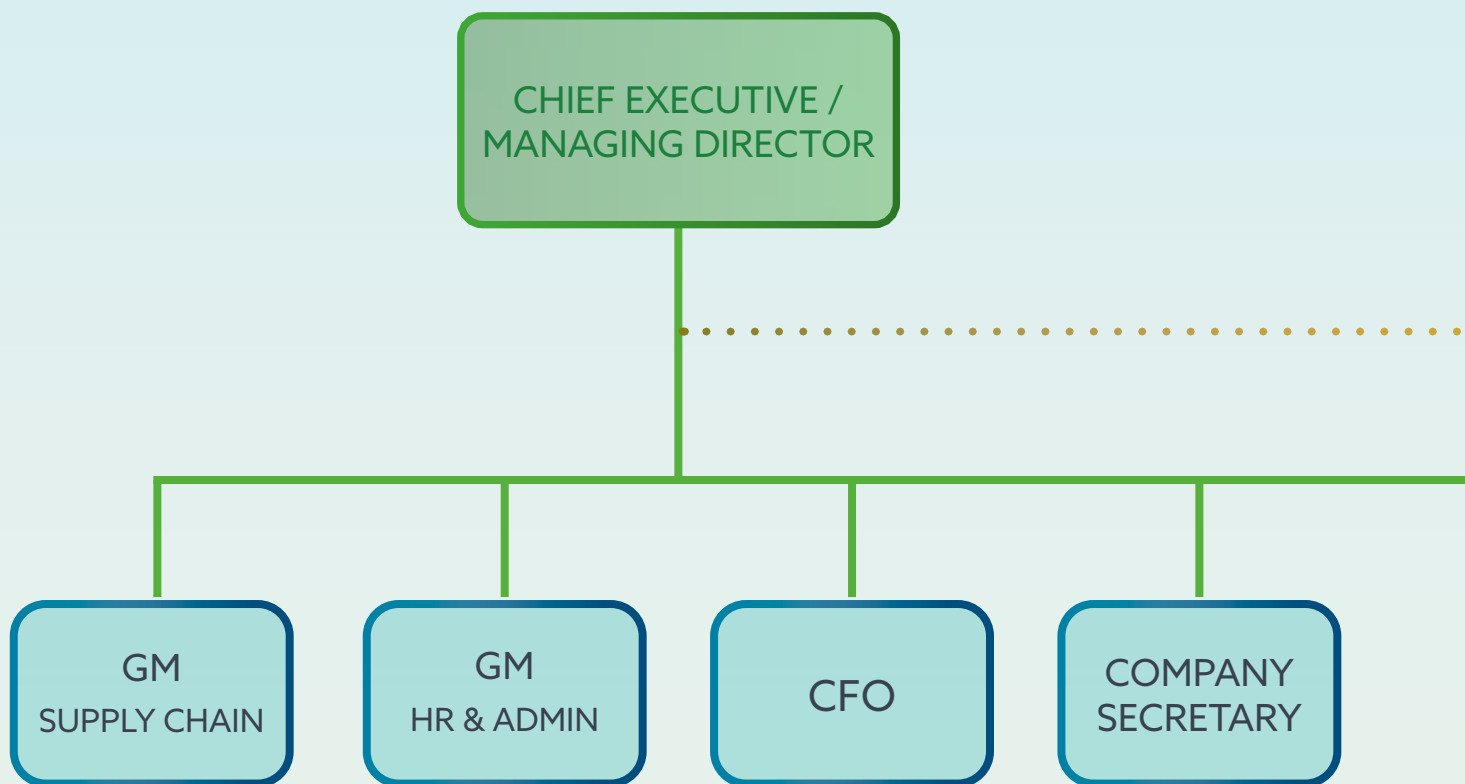 CHIEF EXECUTIVE /
MANAGING DIRECTOR
GM
SUPPLY CHAIN
GM
HR & ADMIN
CFO
COMPANY
SECRETARY